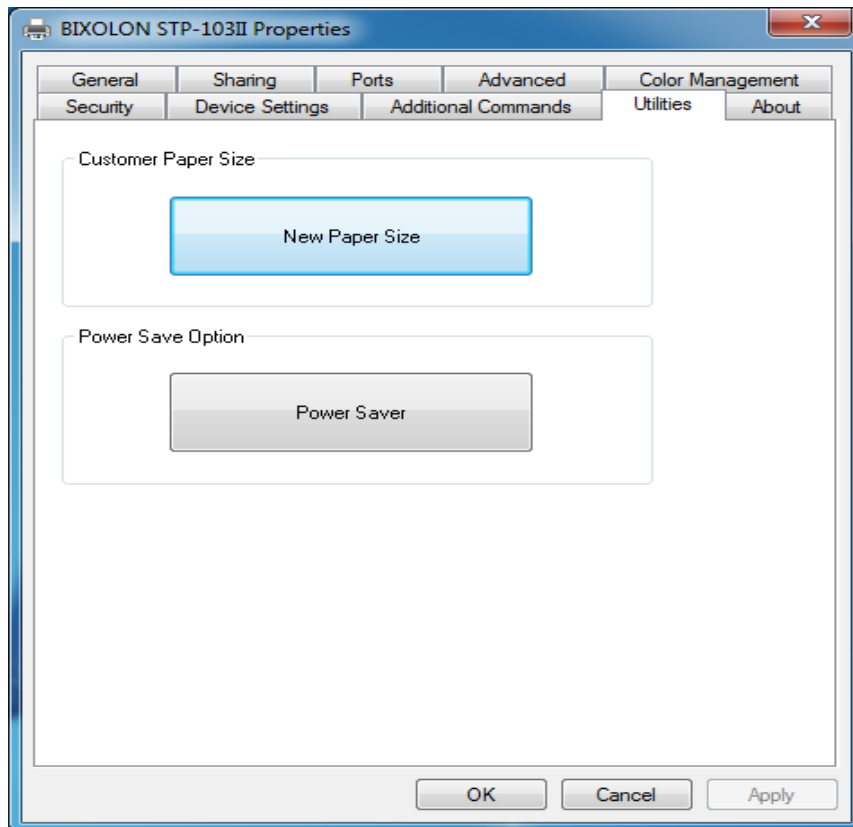 BIXOLON STP-103II Properties
General Sharing Ports Advanced Color Management
Security Device Settings Additional Commands Utilities About
Customer Paper Size
New Paper Size
Power Save Option
Power Saver
OK Cancel Apply